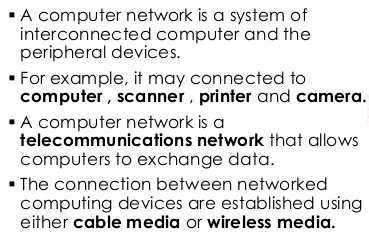 ▪ A computer network is a system of
interconnected computer and the
peripheral devices.
▪ For example, it may connected to
computer , scanner , printer and camera.
▪ A computer network is a
telecommunications network that allows
computers to exchange data.
▪ The connection between networked
computing devices are established using
either cable media or wireless media.